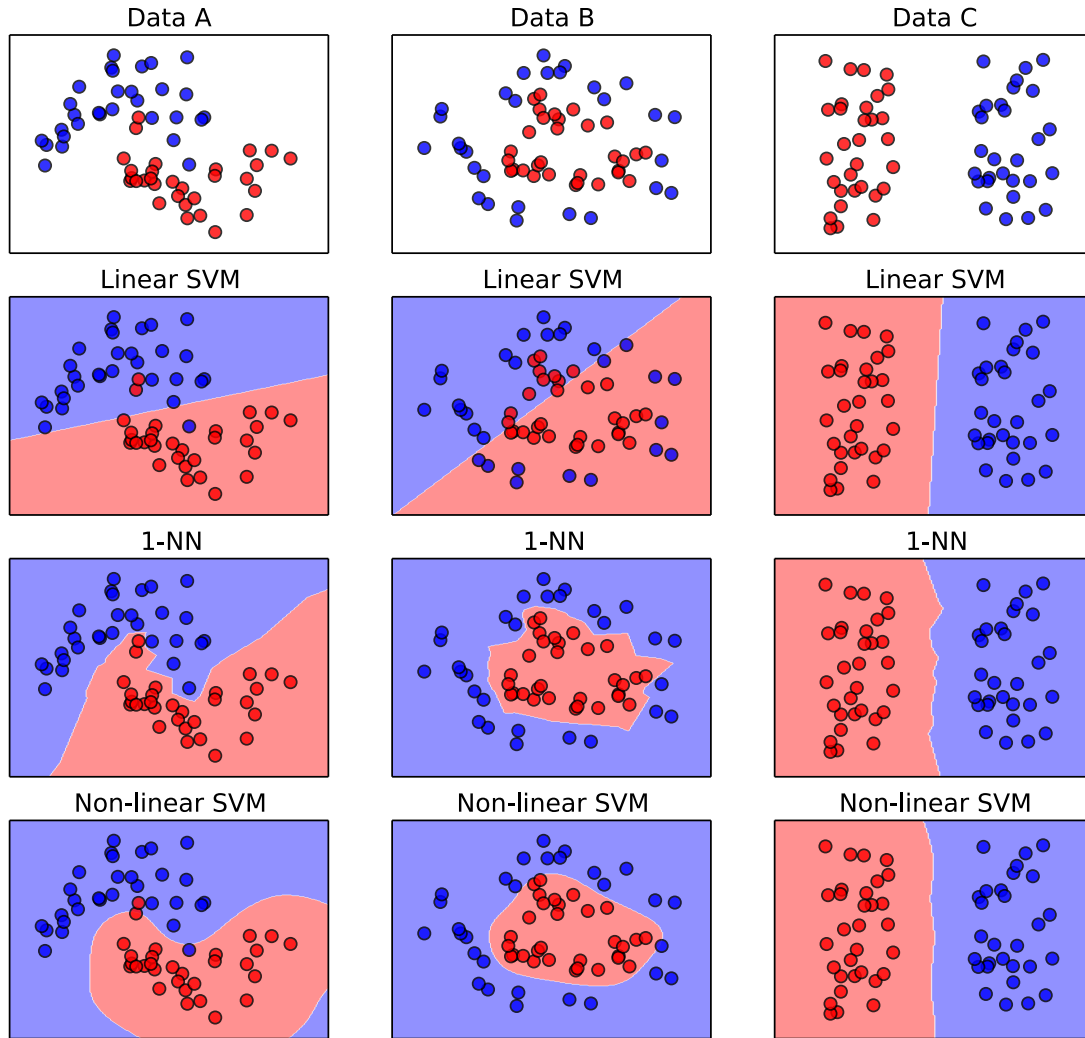 Data A
Data B
Data C
Linear SVM
Linear SVM
Linear SVM
1-NN
1-NN
1-NN
Non-linear SVM
Non-linear SVM
Non-linear SVM